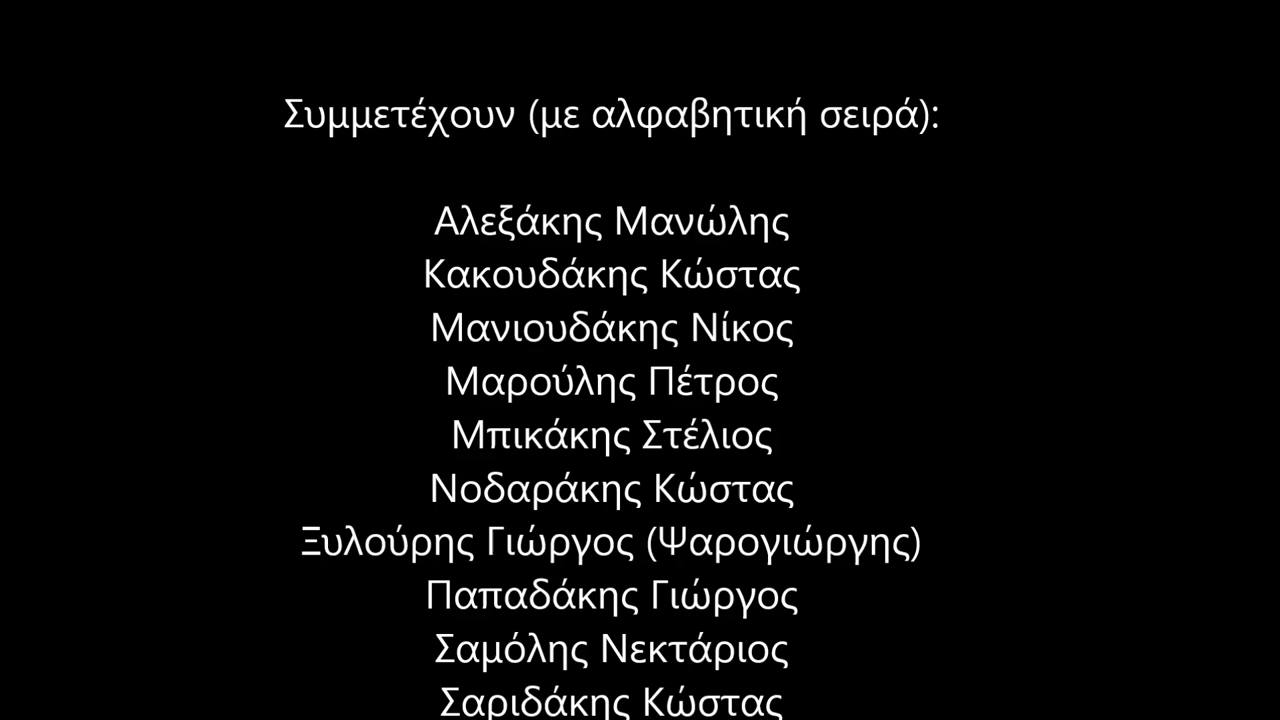 Συμμετέχουν (με αλφαβητική σειρά):
Αλεξάκης Μανώλης
Κακουδάκης Κώστας
Μανιουδάκης Νίκος
Μαρούλης Πέτρος
Μπικάκης Στέλιος
Νοδαράκης Κώστας
Ξυλούρης Γιώργος (Ψαρογιώργης)
Παπαδάκης Γιώργος
Σαμόλης Νεκτάριος
Σαριδάκης Κώστας